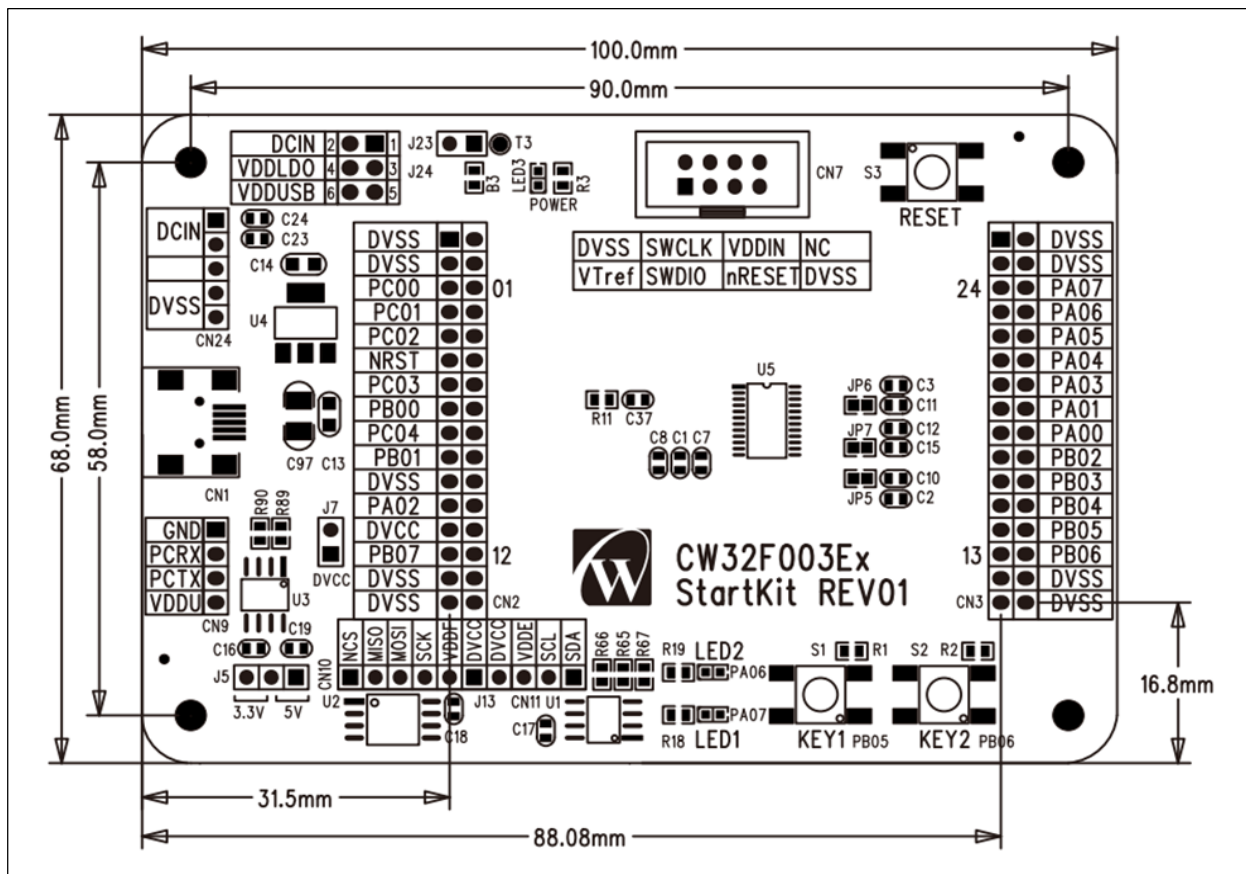 100.0mm
90.0mm
68.0mm
58.0mm
DCIN 2 1
VDDLDO 4 3
VDDUSB 6 5
J23
J24
T3
B3
LED3
R3
POWER
CN7
S3
RESET
DCIN
DVSS
CN24
C24
C23
C14
U4
C97
C13
CN1
DVSS SWCLK VDDIN NC
VTref SWDIO nRESET DVSS
DVSS
DVSS
PC00 01
PC01
PC02
NRST
PC03
PB00
PC04
PB01
DVSS
PA02
DVCC
PB07 12
DVSS
DVSS CN2
DVSS
DVSS
24 PA07
PA06
PA05
PA04
PA03
PA01
PA00
PB02
PB03
PB04
PB05
13 PB06
DVSS
CN3 DVSS
U5
R11
C37
C8 C1 C7
JP6
C3
C11
JP7
C12
C15
JP5
C10
C2
R90
R89
J7
DVCC
GND
PCRX
PCTX
VDDU
CN9
U3
C16
C19
J5
3.3V
5V
W
CW32F003Ex
StartKit REV01
CN10
NCS
MISO
MOSI
SCK
VDDF
DVCC
DVCC
VDDE
SCL
SDA
U2
J13
C18
CN11
U1
C17
R66
R65
R67
R19
LED2
PA06
R18
LED1
PA07
S1
R1
KEY1
PB05
S2
R2
KEY2
PB06
16.8mm
31.5mm
88.08mm